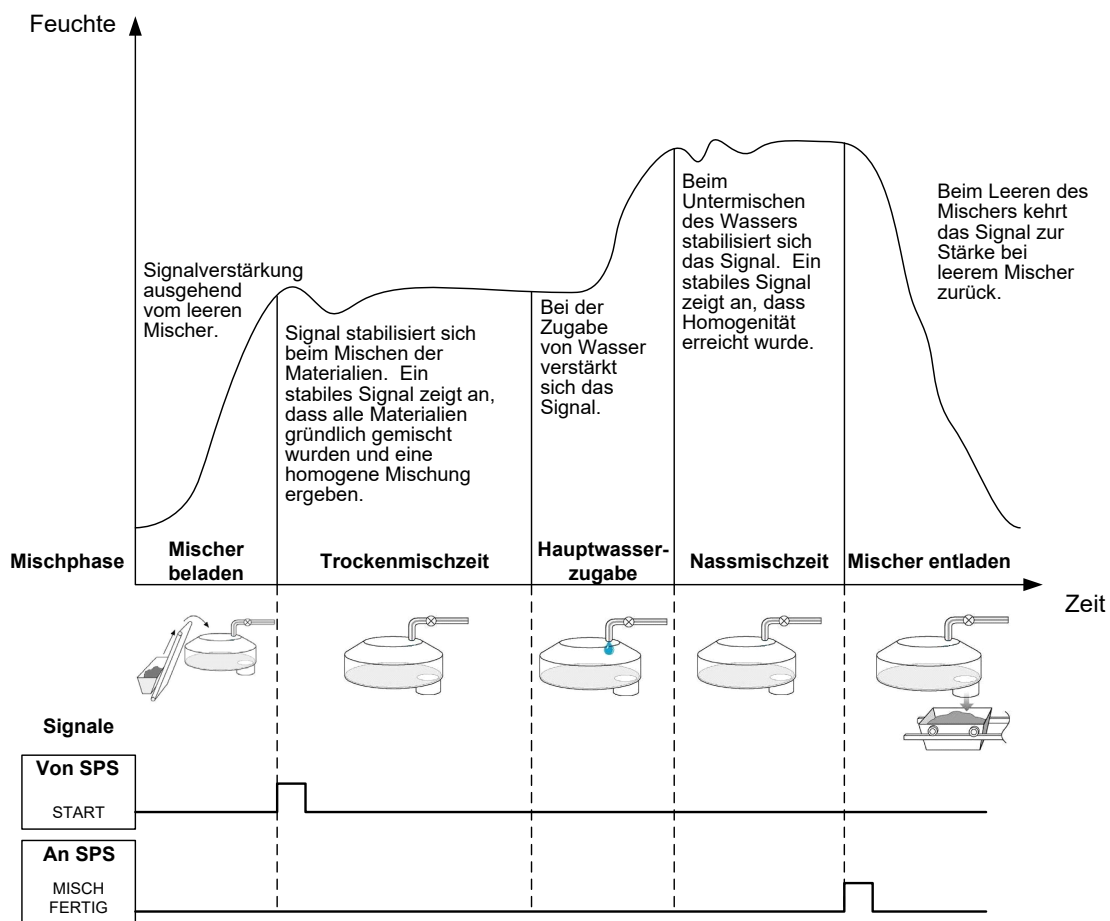 Feuchte
Signalverstärkung
ausgehend
vom leeren
Mischer.
Signal stabilisiert sich
beim Mischen der
Materialien. Ein
stabiles Signal zeigt an,
dass alle Materialien
gründlich gemischt
wurden und eine
homogene Mischung
ergeben.
Bei der
Zugabe
von Wasser
verstärkt
sich das
Signal.
Beim
Untermischen
des Wassers
stabilisiert sich
das Signal. Ein
stabiles Signal
zeigt an, dass
Homogenität
erreicht wurde.
Beim Leeren des
Mischers kehrt
das Signal zur
Stärke bei
leerem Mischer
zurück.
Mischphase
Mischer
beladen
Trockenmischzeit
Hauptwasser-
zugabe
Nassmischzeit
Mischer entladen
Zeit
Signale
Von SPS
START
An SPS
MISCH
FERTIG